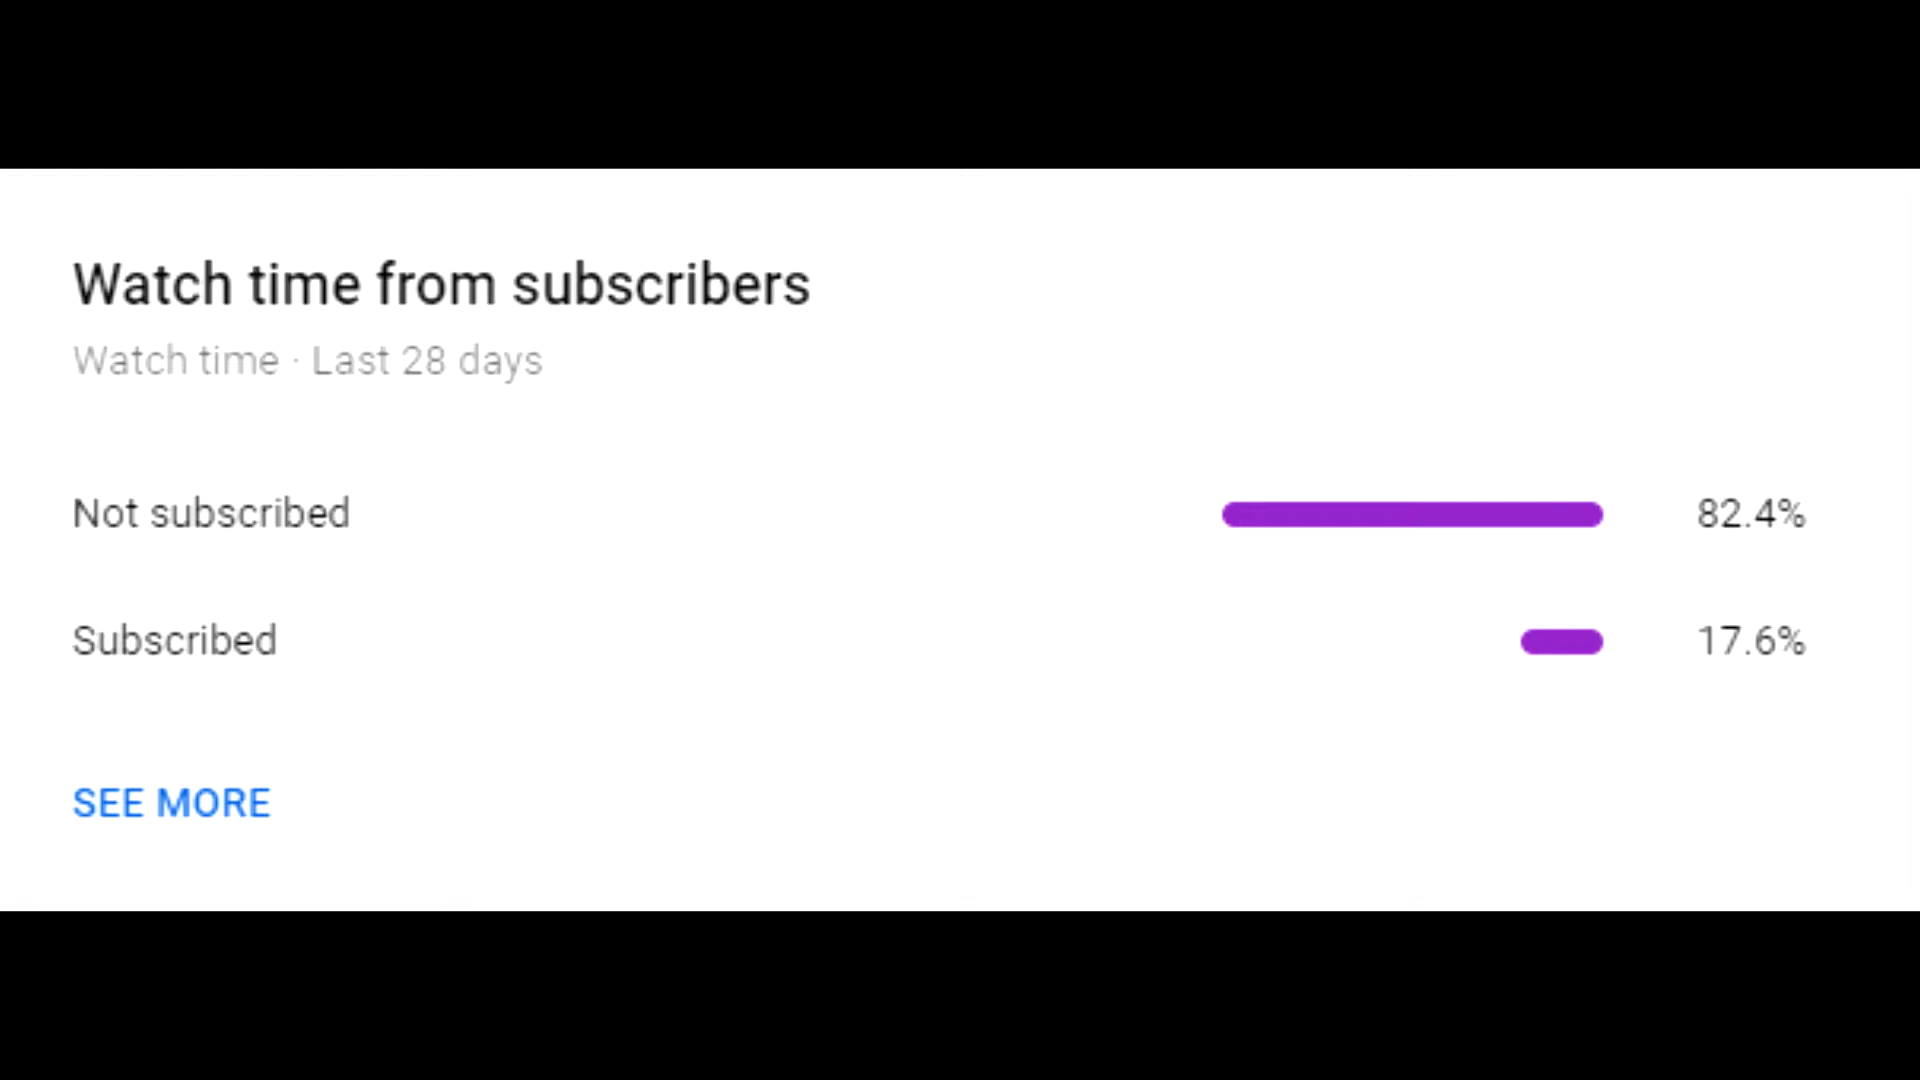 Watch time from subscribers
Watch time · Last 28 days
Not subscribed 82.4%
Subscribed 17.6%
SEE MORE